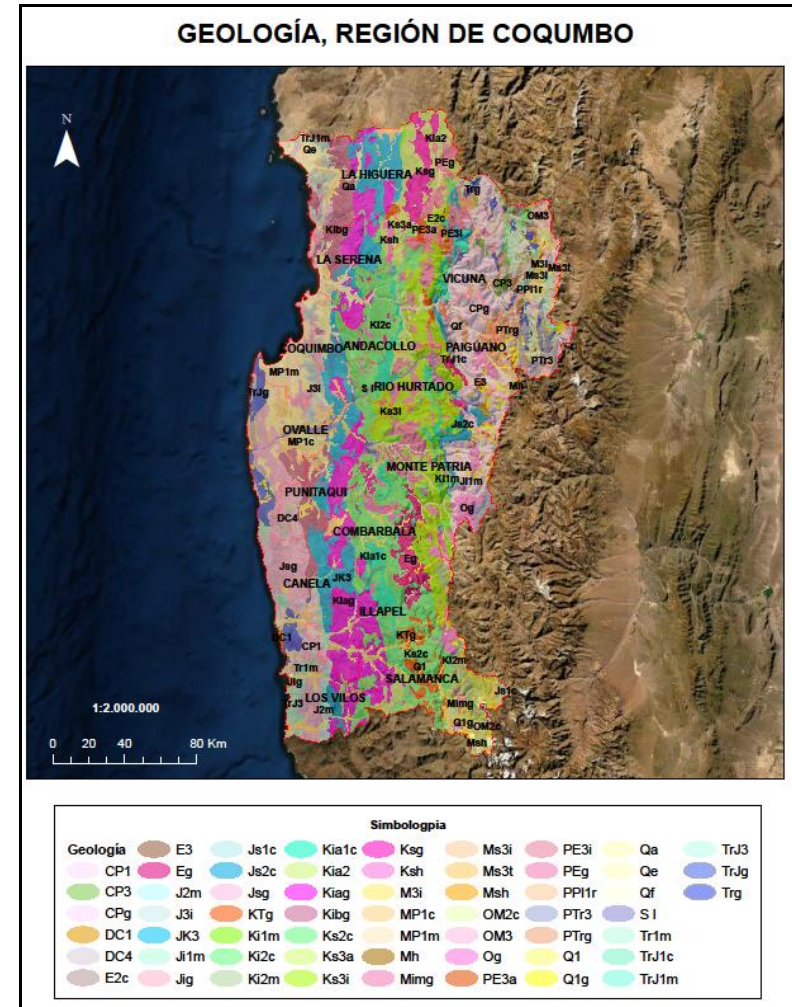 GEOLOGÍA, REGIÓN DE COQUMBO
N
TrJ1m
Qe
Kia2
PEg
LA HIGUERA
Ksg
Qa
Trg
OM3
Ks3a
E2c
Kibg
PE3a
PE3i
Ksh
LA SERENA
M3i
Ms3t
VICUNA
Ms3i
CP3
PPl1r
CPg
Ki2c
Qf
PTrg
COQUIMBO
ANDACOLLO
PAIGUANO
TrJ1c
PTr3
MP1m
E3
Mh
TrJg
J3i
S I
RIO HURTADO
Ks3i
Js2c
OVALLE
MP1c
MONTE PATRIA
Ki1m
Ji1m
PUNITAQUI
Og
DC4
COMBARBALA
Kia1c
Eg
Jsg
JK3
CANELA
Kiag
ILLAPEL
DC1
CP1
KTg
Ks2c
Ki2m
Tr1m
Q1
Jig
SALAMANCA
Js1c
TrJ3
LOS VILOS
Mimg
J2m
1:2.000.000
Q1g
OM2c
Msh
0 20 40 80 Km
Simbologpia
Geología E3 Js1c Kia1c Ksg Ms3i PE3i Qa TrJ3
CP1 Eg Js2c Kia2 Ksh Ms3t PEg Qe TrJg
CP3 J2m Jsg Kiag M3i Msh PPl1r Qf Trg
CPg J3i KTg Kibg MP1c OM2c PTr3 S I
DC1 JK3 Ki1m Ks2c MP1m OM3 PTrg Tr1m
DC4 Ji1m Ki2c Ks3a Mh Og Q1 TrJ1c
E2c Jig Ki2m Ks3i Mimg PE3a Q1g TrJ1m